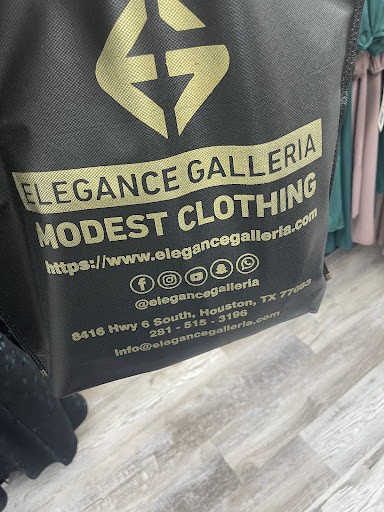 ELEGANCE GALLERIA
MODEST CLOTHING
https://www.elegancegalleria.com
@elegancegalleria
8416 Hwy 6 South, Houston, TX 77083
281 - 515 - 3196
Info@elegancegalleria.com